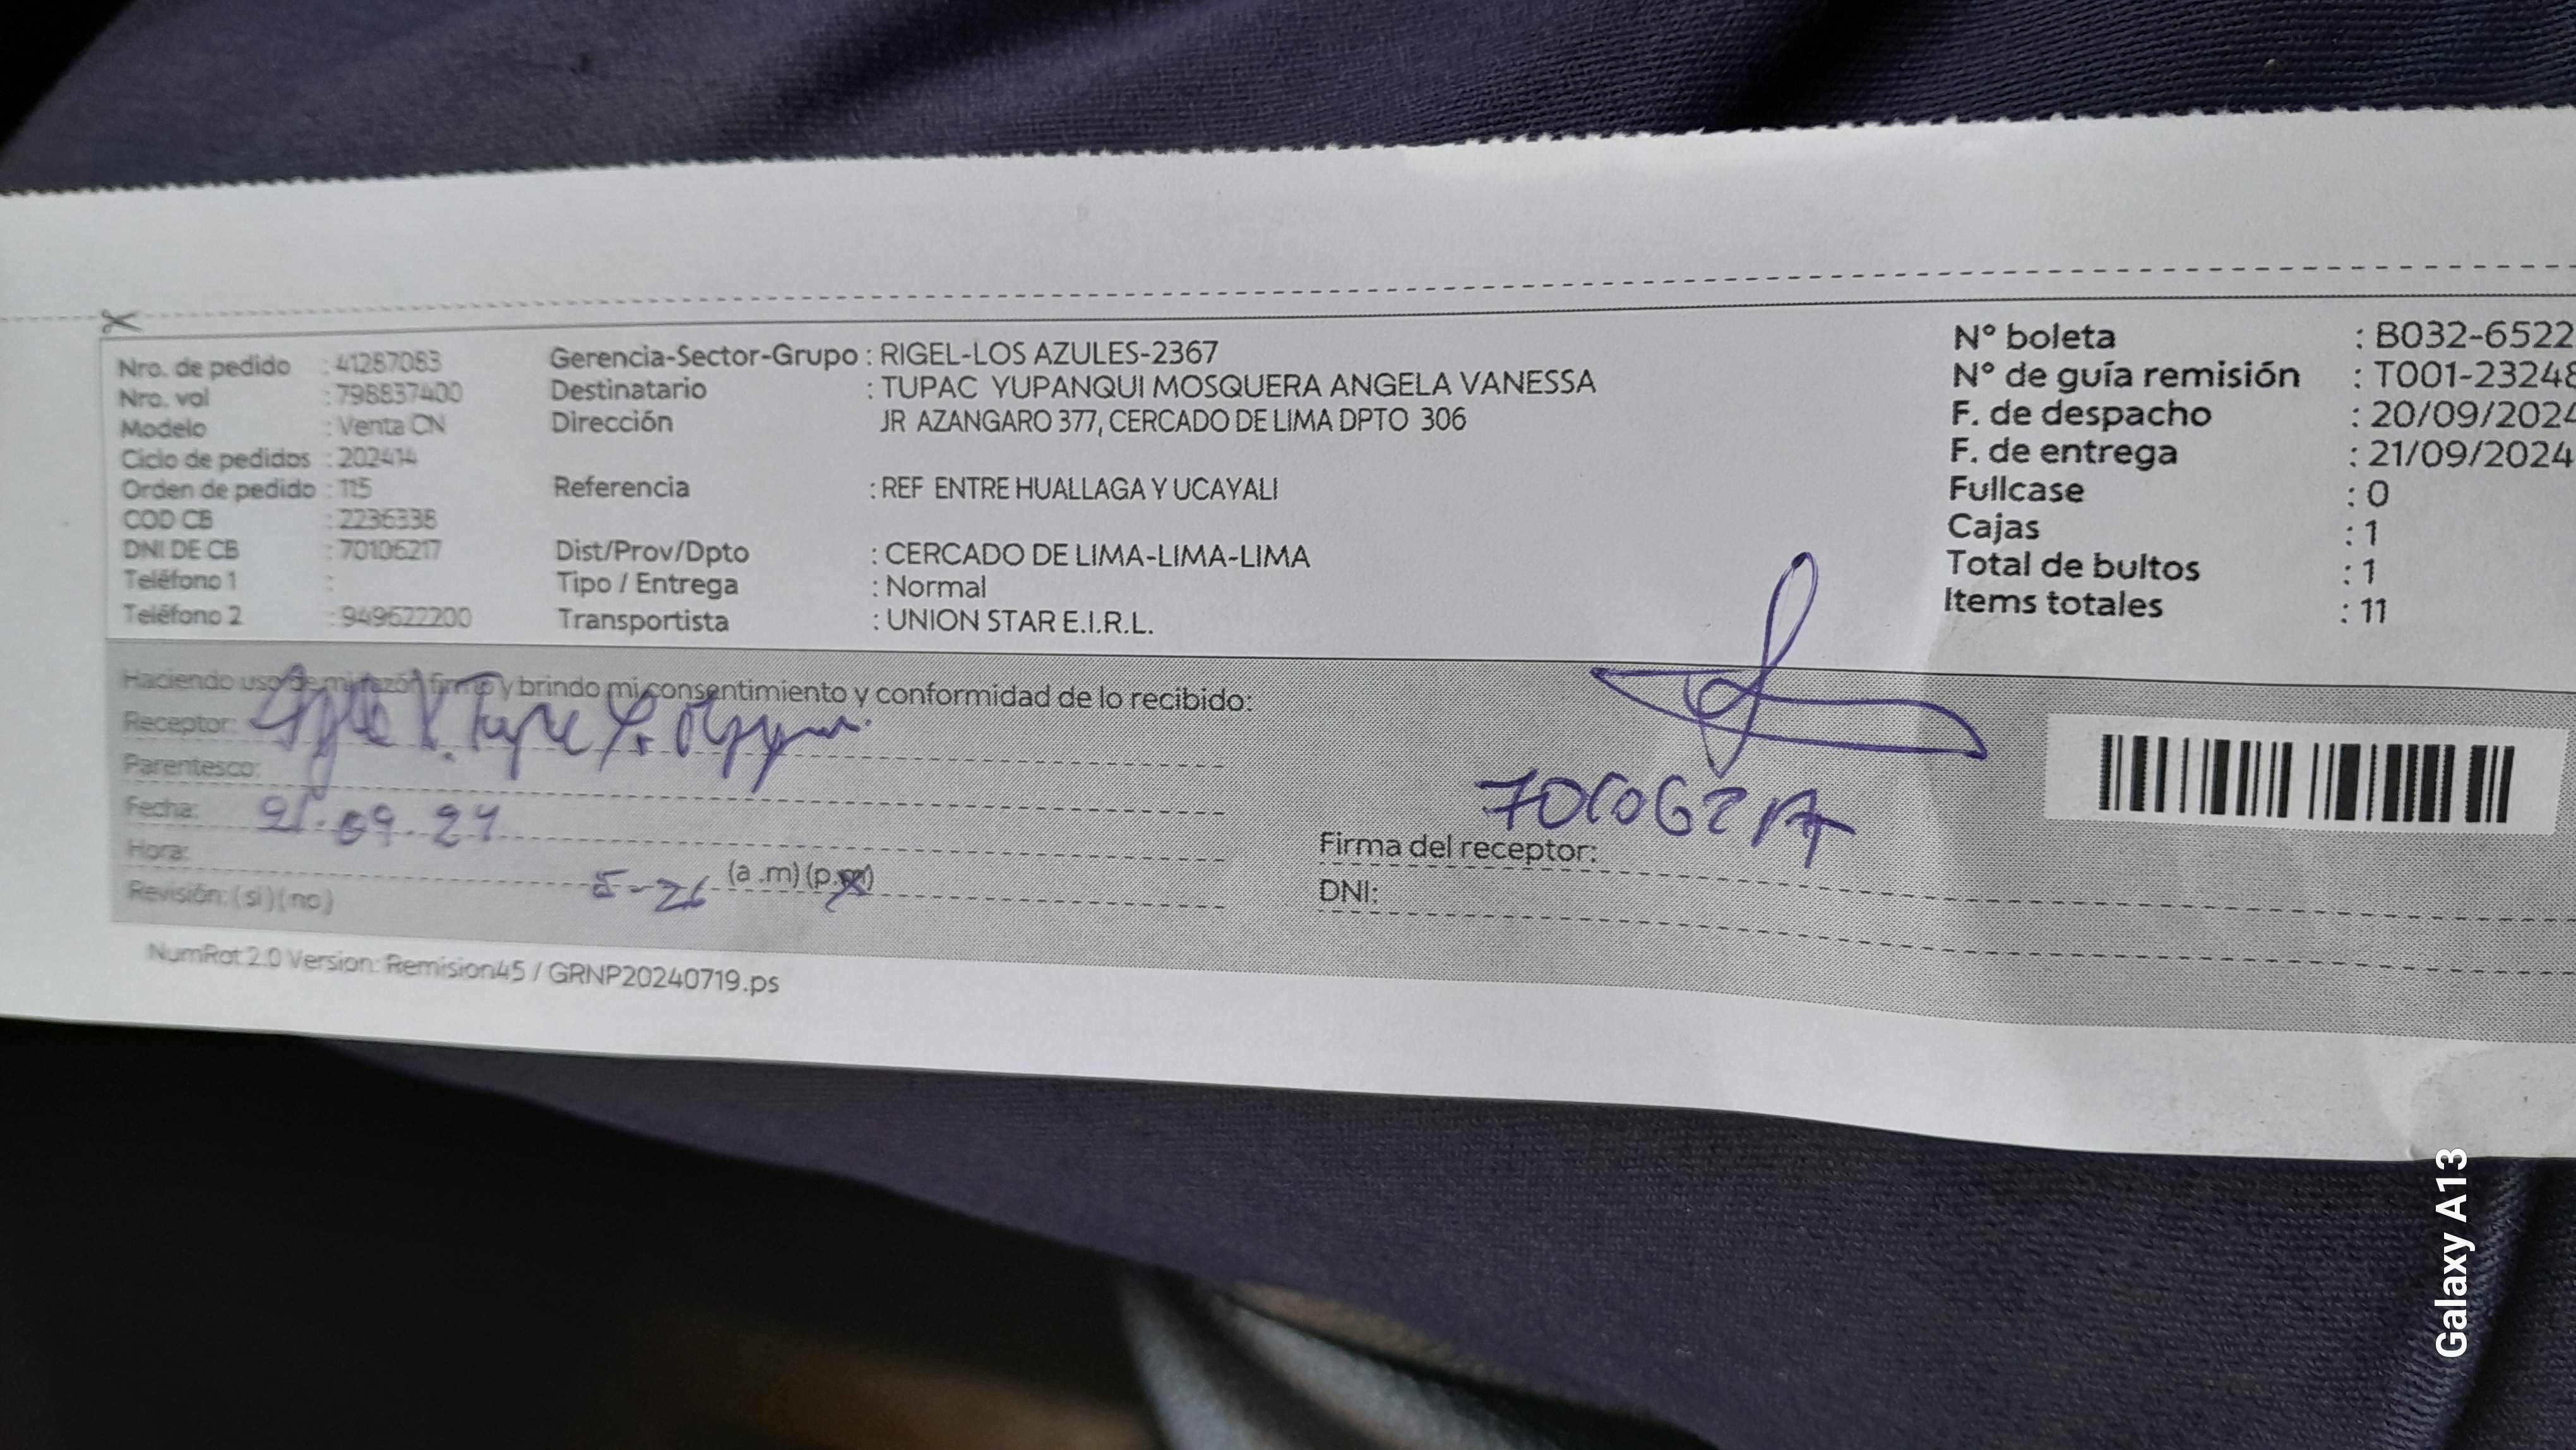 Nro. de pedido : 41287083
Nro. vol : 798837400
Modelo : Venta CN
Ciclo de pedidos : 202414
Orden de pedido : 115
COD CB : 2236338
DNI DE CB : 70106217
Teléfono 1 :
Teléfono 2 : 949622200
Gerencia-Sector-Grupo : RIGEL-LOS AZULES-2367
Destinatario : TUPAC YUPANQUI MOSQUERA ANGELA VANESSA
Dirección JR AZANGARO 377, CERCADO DE LIMA DPTO 306
Referencia : REF ENTRE HUALLAGA Y UCAYALI
Dist/Prov/Dpto : CERCADO DE LIMA-LIMA-LIMA
Tipo / Entrega : Normal
Transportista : UNION STAR E.I.R.L.
N° boleta : B032-6522
N° de guía remisión : T001-23248
F. de despacho : 20/09/2024
F. de entrega : 21/09/2024
Fullcase : 0
Cajas : 1
Total de bultos : 1
Items totales : 11
Haciendo uso de mi razón firmo y brindo mi consentimiento y conformidad de lo recibido:
Receptor:
Parentesco:
Fecha: 21.09.24
Hora: 5-26 (a.m) (p.m)
Revisión: (si) (no)
70106217
Firma del receptor:
DNI:
NumRot 2.0 Version: Remision45 / GRNP20240719.ps
Galaxy A13